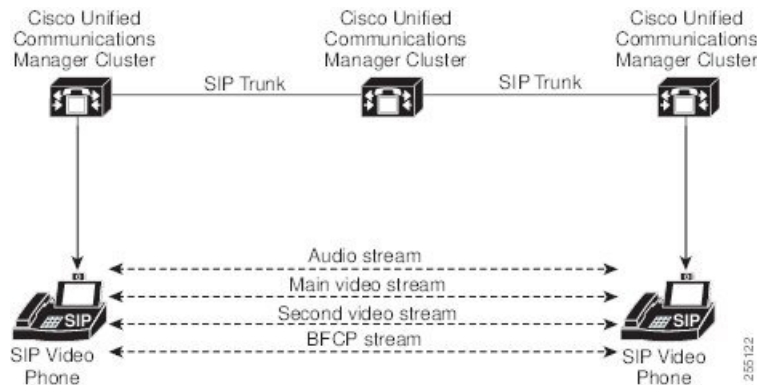 Cisco Unified
Communications
Manager Cluster
Cisco Unified
Communications
Manager Cluster
Cisco Unified
Communications
Manager Cluster
SIP Trunk
SIP Trunk
Audio stream
Main video stream
Second video stream
BFCP stream
SIP
SIP Video
Phone
SIP
SIP Video
Phone
255122